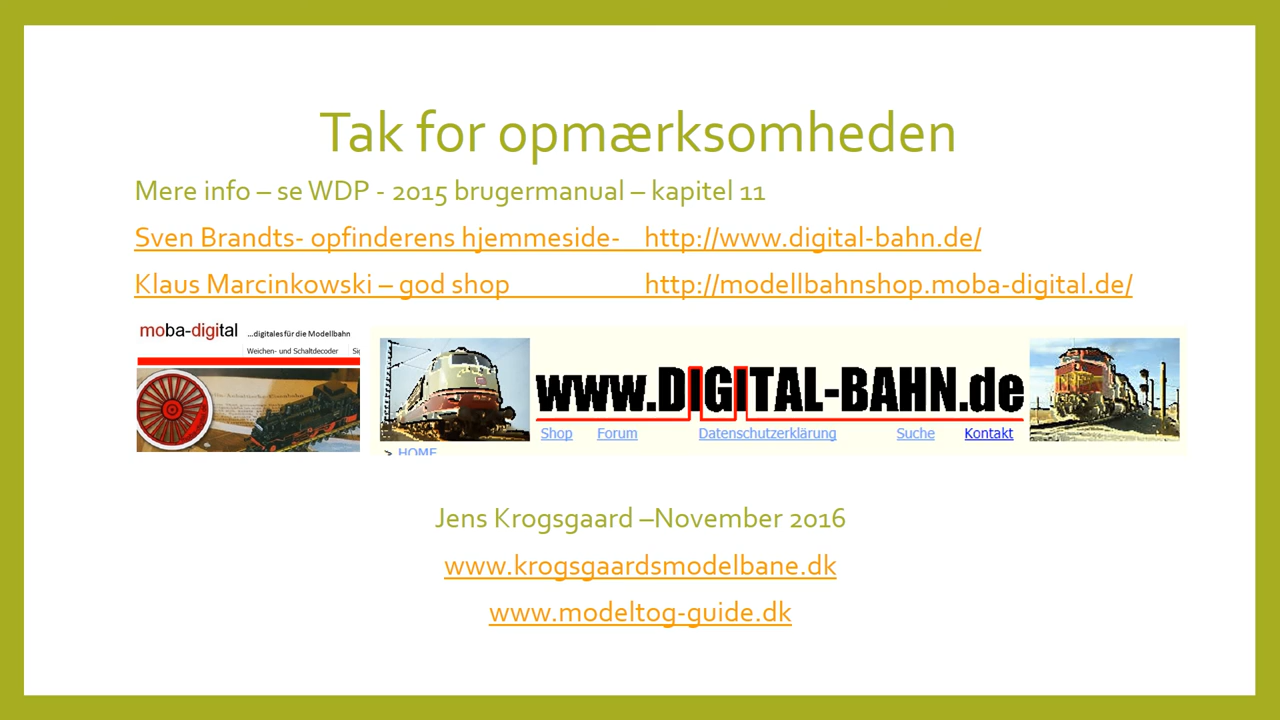 Tak for opmærksomheden
Mere info – se WDP - 2015 brugermanual – kapitel 11
Sven Brandts- opfinderens hjemmeside- http://www.digital-bahn.de/
Klaus Marcinkowski – god shop http://modellbahnshop.moba-digital.de/
moba-digital ...digitales für die Modellbahn
Weichen- und Schaltdecoder
www.DIGITAL-BAHN.de
Shop Forum Datenschutzerklärung Suche Kontakt
> HOME
Jens Krogsgaard –November 2016
www.krogsgaardsmodelbane.dk
www.modeltog-guide.dk